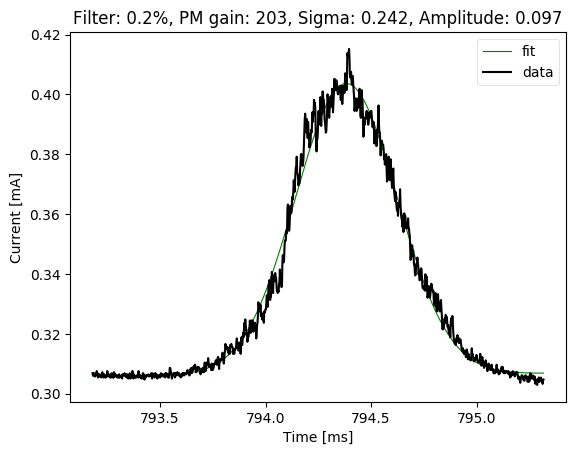 Filter: 0.2%, PM gain: 203, Sigma: 0.242, Amplitude: 0.097
fit
data
Current [mA]
0.42
0.40
0.38
0.36
0.34
0.32
0.30
793.5 794.0 794.5 795.0
Time [ms]